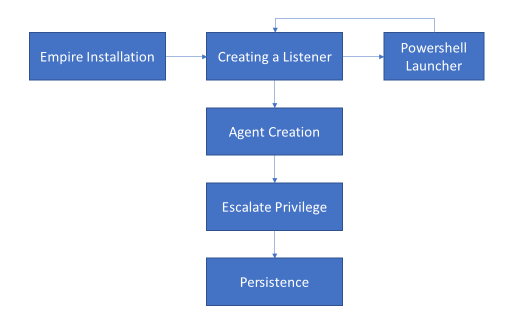 Empire Installation
Creating a Listener
Powershell
Launcher
Agent Creation
Escalate Privilege
Persistence